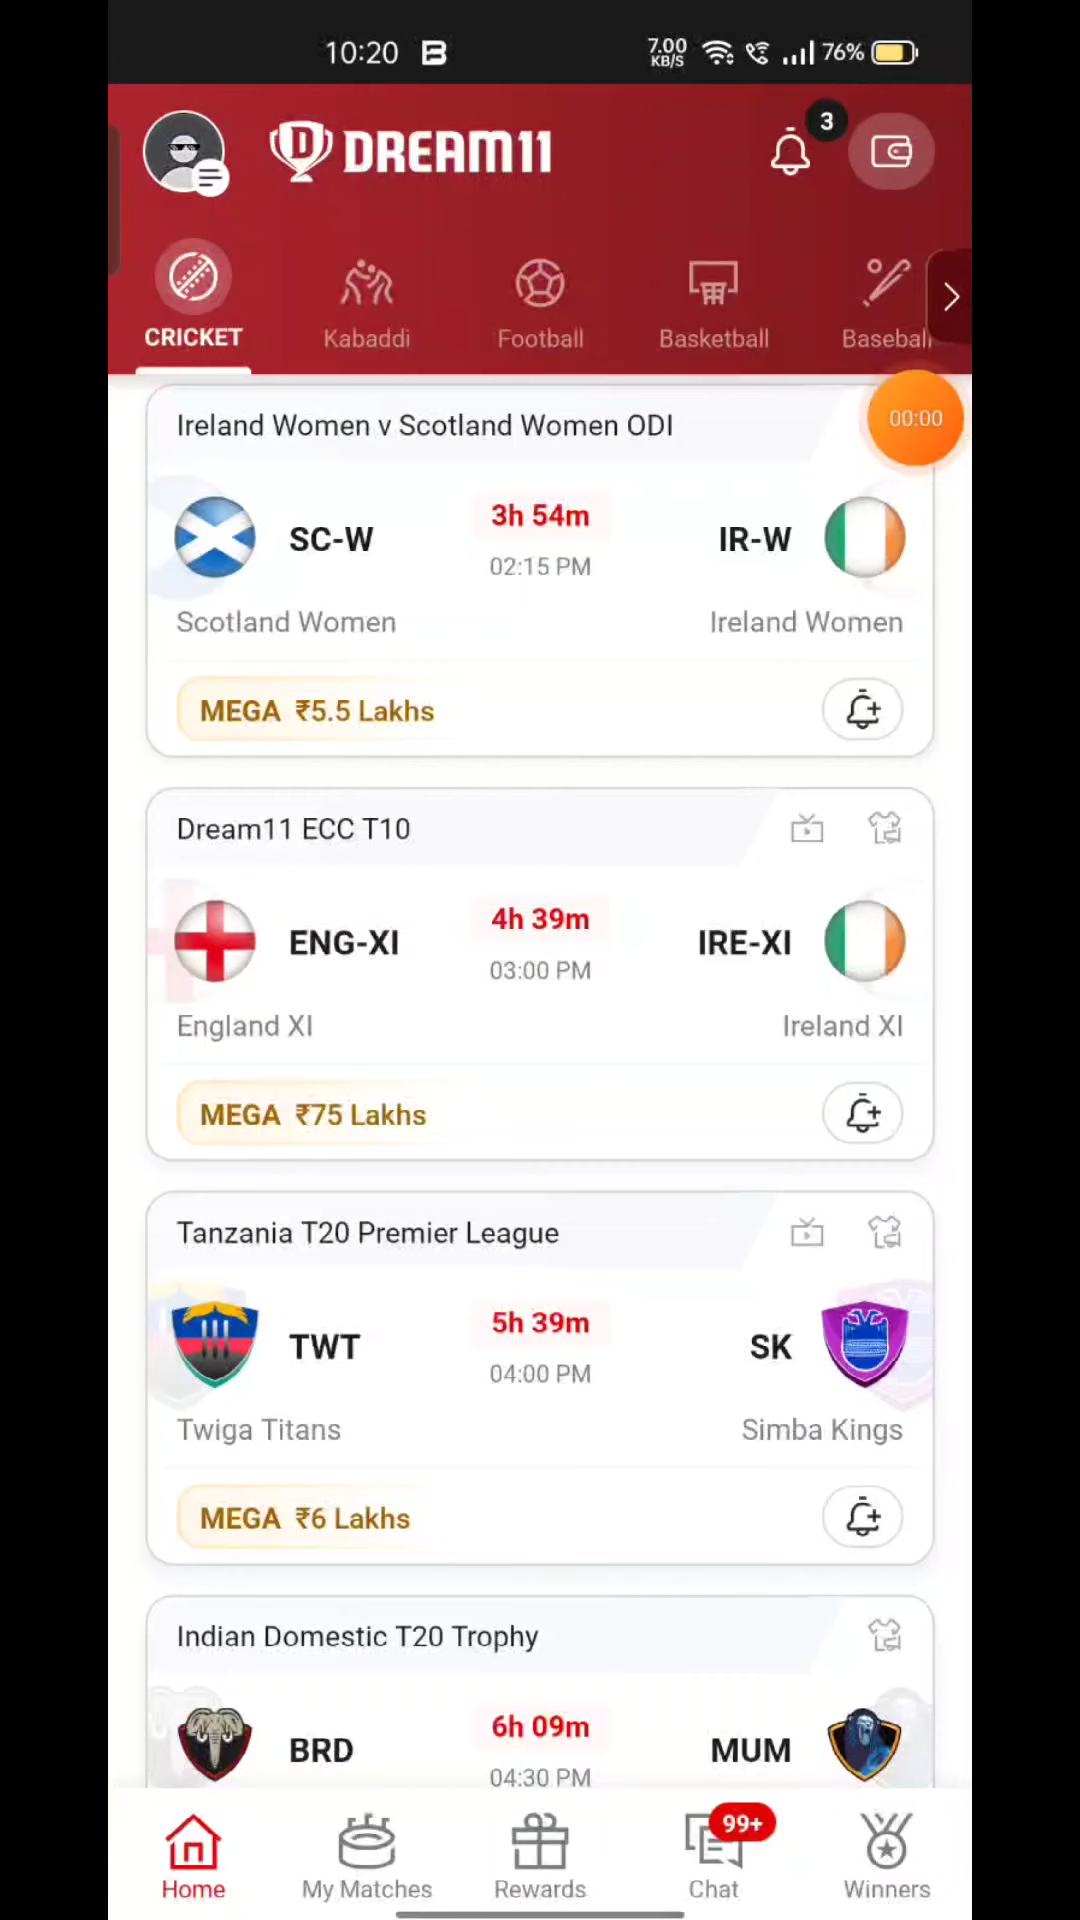 10:20
7.00 KB/S
76%
DREAM11
3
CRICKET
Kabaddi
Football
Basketball
Baseball
00:00
Ireland Women v Scotland Women ODI
SC-W
3h 54m
IR-W
02:15 PM
Scotland Women
Ireland Women
MEGA ₹5.5 Lakhs
Dream11 ECC T10
ENG-XI
4h 39m
IRE-XI
03:00 PM
England XI
Ireland XI
MEGA ₹75 Lakhs
Tanzania T20 Premier League
TWT
5h 39m
SK
04:00 PM
Twiga Titans
Simba Kings
MEGA ₹6 Lakhs
Indian Domestic T20 Trophy
BRD
6h 09m
MUM
04:30 PM
99+
Home
My Matches
Rewards
Chat
Winners